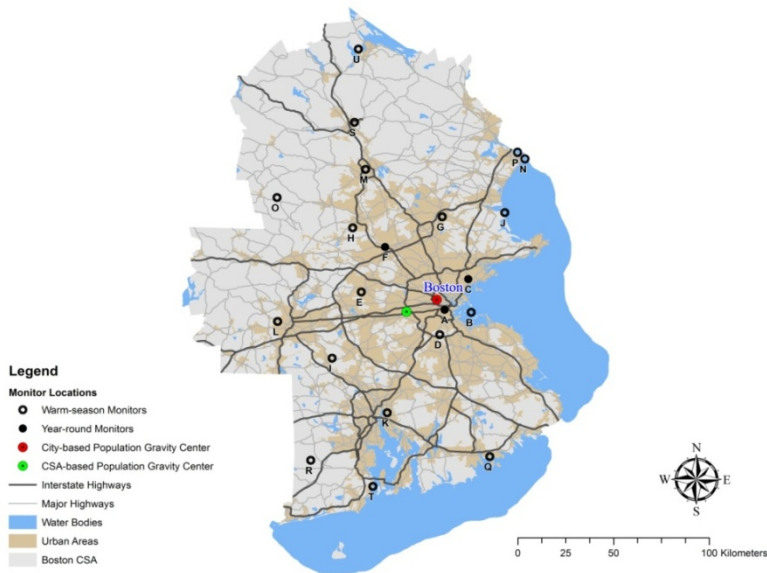 U
S
P
N
M
O
J
G
H
F
C
Boston
E
A
B
L
D
I
K
Q
R
T
Legend
Monitor Locations
Warm-season Monitors
Year-round Monitors
City-based Population Gravity Center
CSA-based Population Gravity Center
Interstate Highways
Major Highways
Water Bodies
Urban Areas
Boston CSA
N
W E
S
0 25 50 100 Kilometers